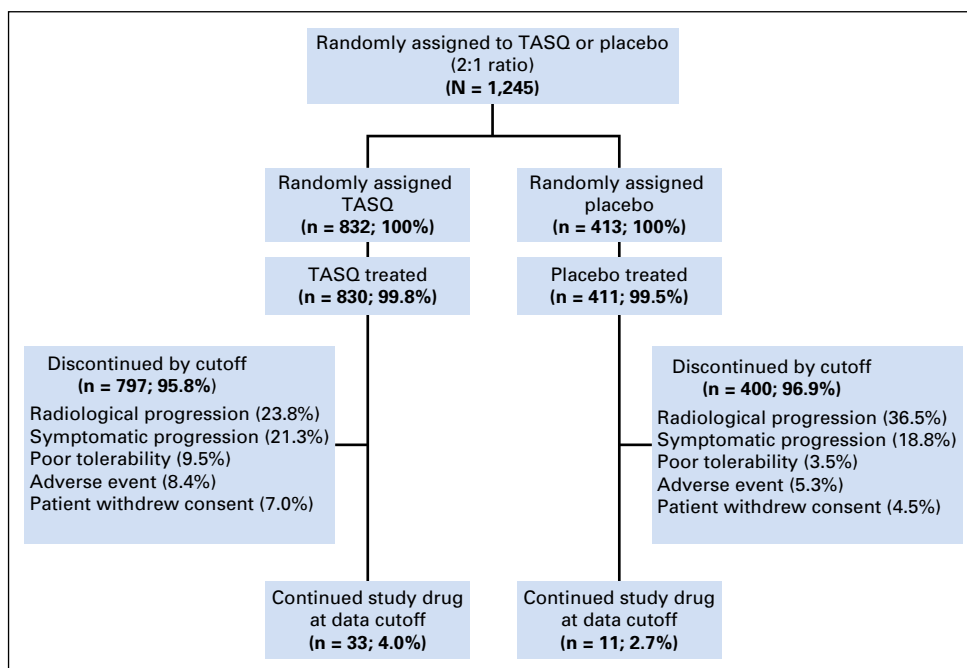 Randomly assigned to TASQ or placebo
(2:1 ratio)
(N = 1,245)
Randomly assigned
TASQ
(n = 832; 100%)
Randomly assigned
placebo
(n = 413; 100%)
TASQ treated
(n = 830; 99.8%)
Placebo treated
(n = 411; 99.5%)
Discontinued by cutoff
(n = 797; 95.8%)
Radiological progression (23.8%)
Symptomatic progression (21.3%)
Poor tolerability (9.5%)
Adverse event (8.4%)
Patient withdrew consent (7.0%)
Discontinued by cutoff
(n = 400; 96.9%)
Radiological progression (36.5%)
Symptomatic progression (18.8%)
Poor tolerability (3.5%)
Adverse event (5.3%)
Patient withdrew consent (4.5%)
Continued study drug
at data cutoff
(n = 33; 4.0%)
Continued study drug
at data cutoff
(n = 11; 2.7%)